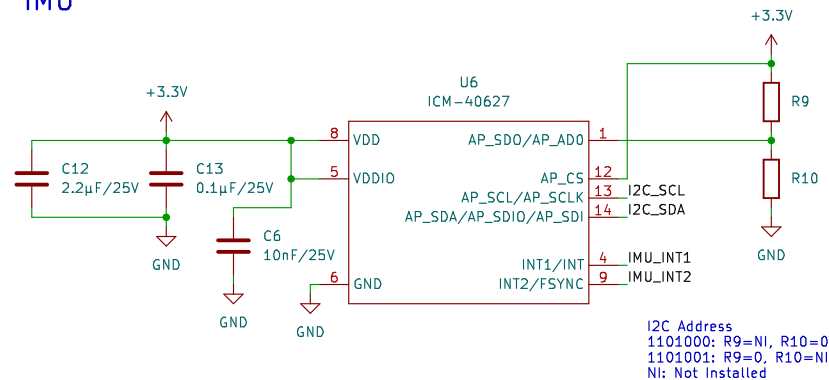 IMU
+3.3V
U6
ICM-40627
+3.3V
R9
8 VDD
AP_SDO/AP_AD0 1
C12
2.2µF/25V
C13
0.1µF/25V
5 VDDIO
AP_CS 12
R10
AP_SCL/AP_SCLK 13 I2C_SCL
AP_SDA/AP_SDIO/AP_SDI 14 I2C_SDA
C6
10nF/25V
GND
GND
INT1/INT 4 IMU_INT1
6 GND
INT2/FSYNC 9 IMU_INT2
GND
GND
I2C Address
1101000: R9=NI, R10=0
1101001: R9=0, R10=NI
NI: Not Installed